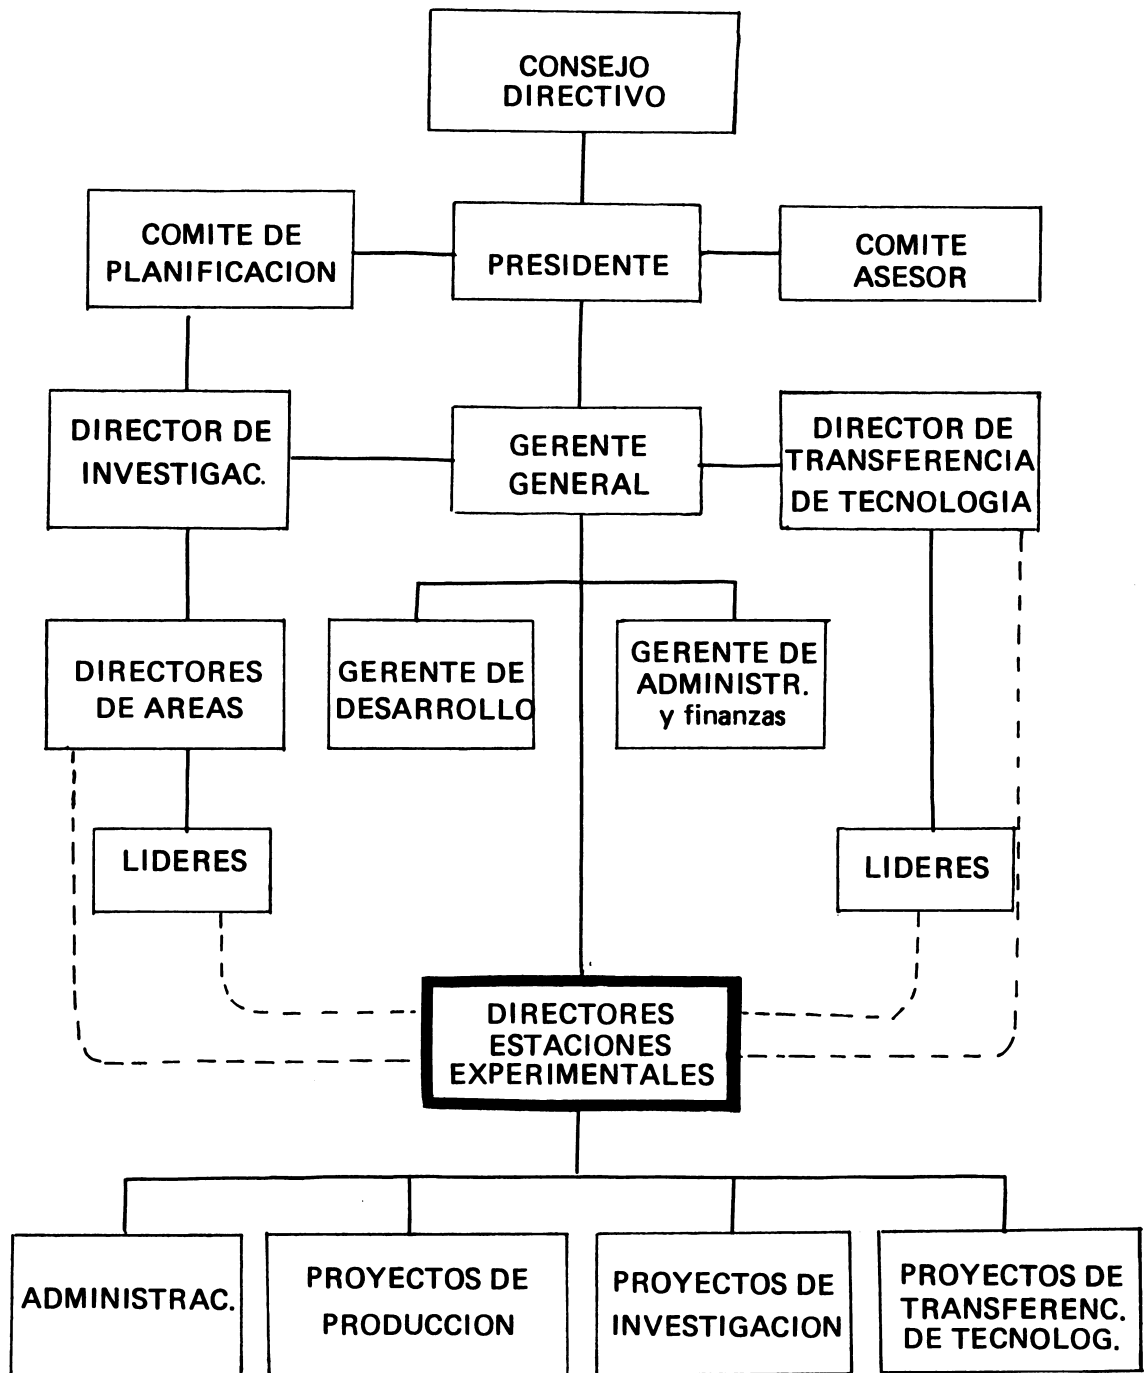 CONSEJO
DIRECTIVO
COMITE DE
PLANIFICACION
PRESIDENTE
COMITE
ASESOR
DIRECTOR DE
INVESTIGAC.
GERENTE
GENERAL
DIRECTOR DE
TRANSFERENCIA
DE TECNOLOGIA
DIRECTORES
DE AREAS
GERENTE DE
DESARROLLO
GERENTE DE
ADMINISTR.
y finanzas
LIDERES
LIDERES
DIRECTORES
ESTACIONES
EXPERIMENTALES
ADMINISTRAC.
PROYECTOS DE
PRODUCCION
PROYECTOS DE
INVESTIGACION
PROYECTOS DE
TRANSFERENC.
DE TECNOLOG.